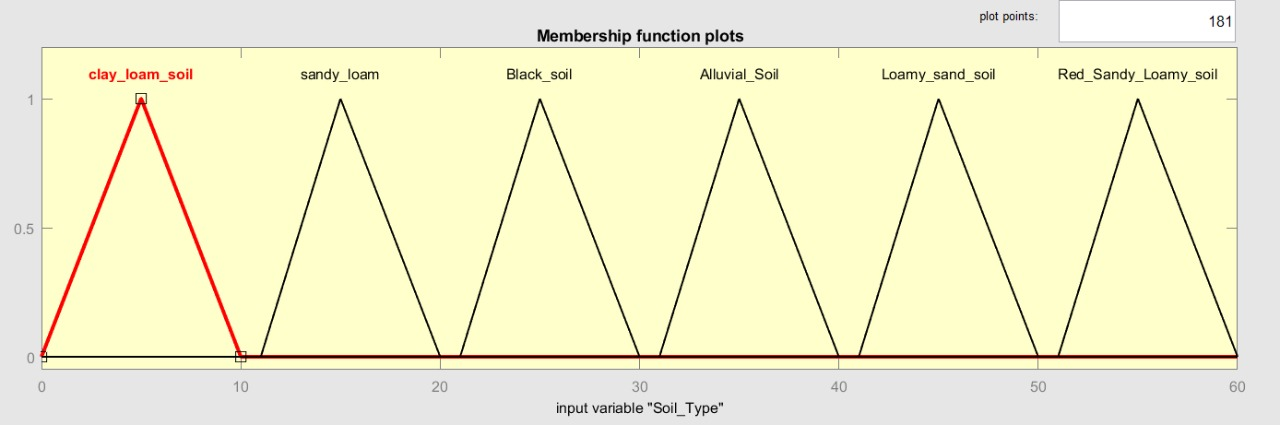 plot points: 181
Membership function plots
clay_loam_soil sandy_loam Black_soil Alluvial_Soil Loamy_sand_soil Red_Sandy_Loamy_soil
1
0.5
0
0 10 20 30 40 50 60
input variable "Soil_Type"